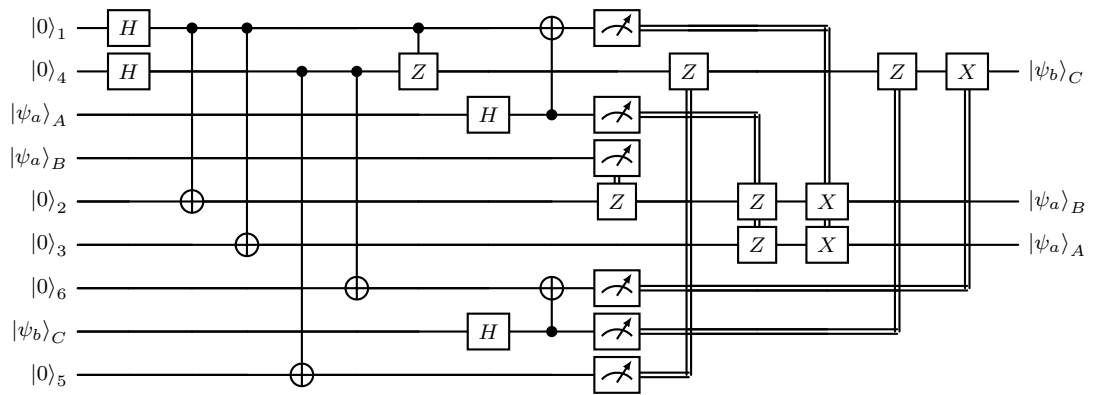 |0⟩₁ H X
|0⟩₄ H Z Z Z X |ψ_b⟩_C
|ψ_a⟩_A H
|ψ_a⟩_B
|0⟩₂ Z Z X |ψ_a⟩_B
|0⟩₃ Z X |ψ_a⟩_A
|0⟩₆
|ψ_b⟩_C H
|0⟩₅